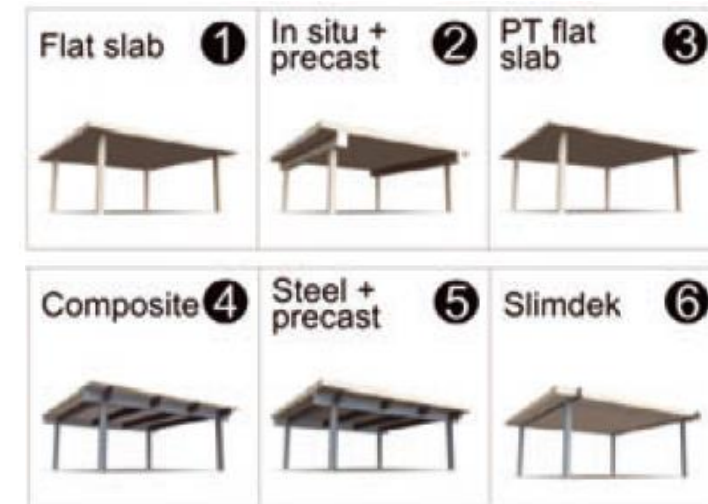 Flat slab 1
In situ +
precast 2
PT flat
slab 3
Composite 4
Steel +
precast 5
Slimdek 6